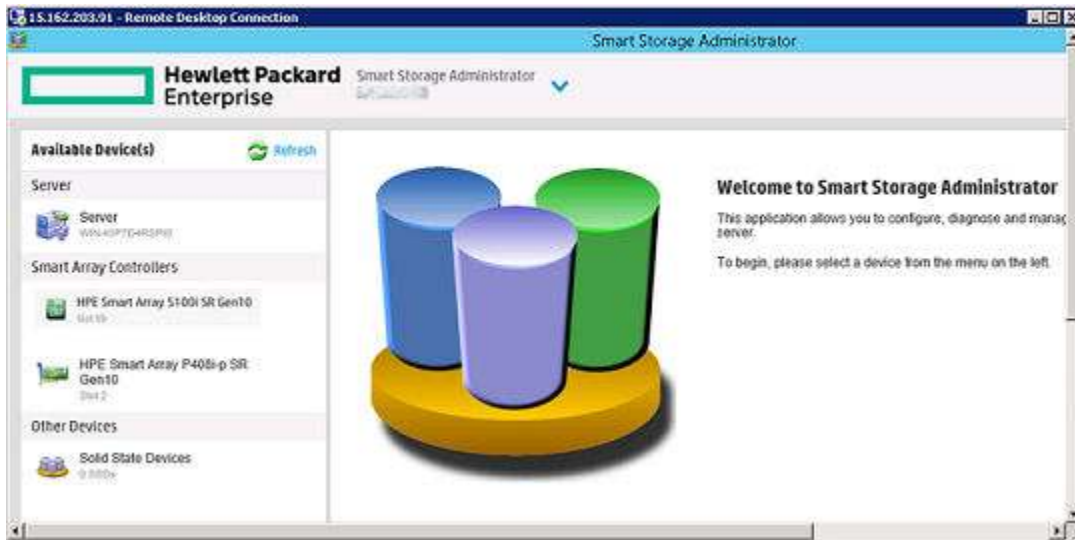 15.162.203.91 - Remote Desktop Connection
Smart Storage Administrator
Hewlett Packard
Enterprise
Smart Storage Administrator
Available Device(s)
Refresh
Server
Server
Smart Array Controllers
HPE Smart Array S100i SR Gen10
HPE Smart Array P408i-p SR
Gen10
Slot 2
Other Devices
Solid State Devices
Welcome to Smart Storage Administrator
This application allows you to configure, diagnose and manag
server.
To begin, please select a device from the menu on the left.